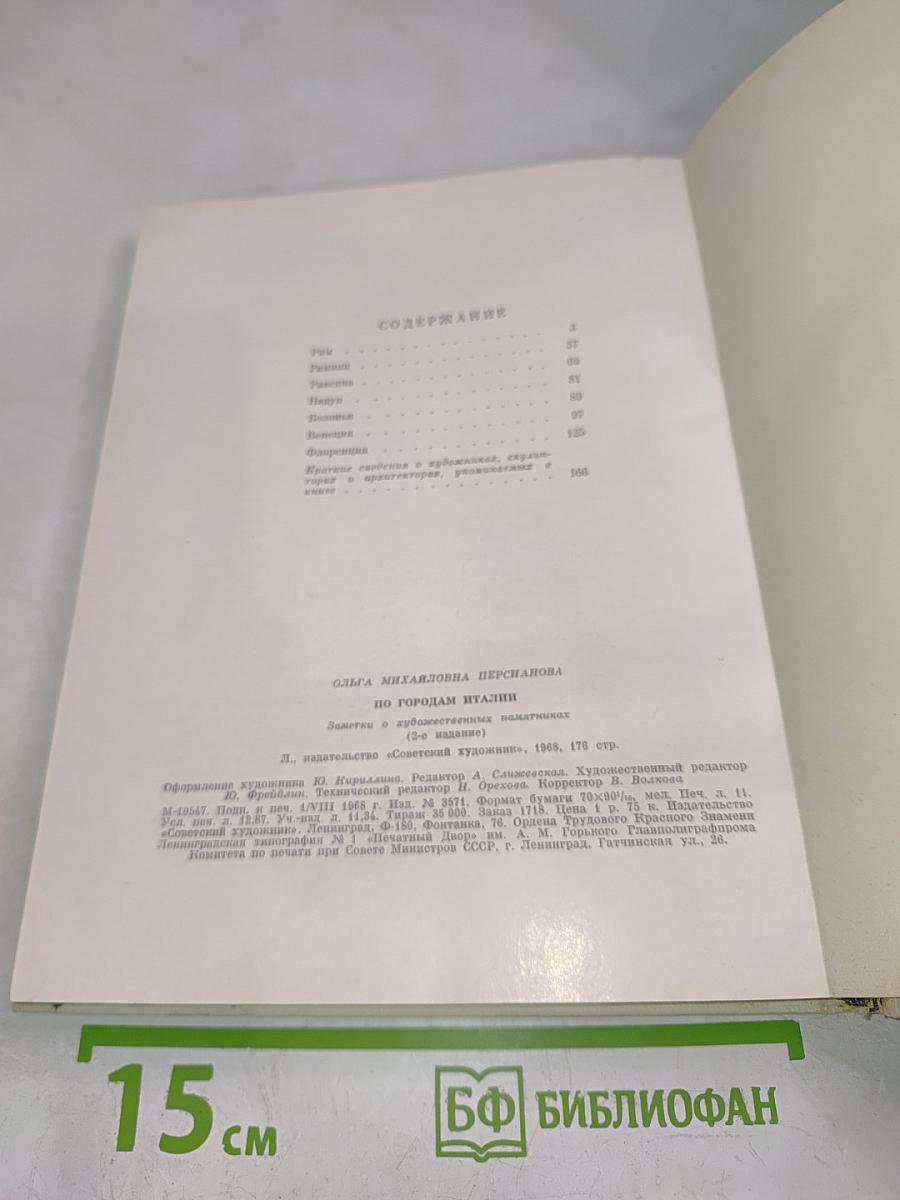 СОДЕРЖАНИЕ
Рим . . . . . . . . . . . . 3
Римини . . . . . . . . . . . . 57
Равенна . . . . . . . . . . . . 69
Падуя . . . . . . . . . . . . 81
Болонья . . . . . . . . . . . . 89
Венеция . . . . . . . . . . . . 97
Флоренция . . . . . . . . . . . . 125
Краткие сведения о художниках, скульп-
торах и архитекторах, упоминаемых в
книге . . . . . . . . . . . . 166
ОЛЬГА МИХАЙЛОВНА ПЕРСИАНОВА
ПО ГОРОДАМ ИТАЛИИ
Заметки о художественных памятниках
(2-е издание)
Л., издательство «Советский художник», 1968, 176 стр.
Оформление художника Ю. Кириллина. Редактор А. Слижевская. Художественный редактор
Ю. Фрейдлин. Технический редактор Н. Орехова. Корректор В. Волкова
М-19547. Подп. к печ. 1/VIII 1968 г. Изд. № 3571. Формат бумаги 70×90¹/₁₆, мел. Печ. л. 11.
Усл. печ. л. 12,87. Уч.-изд. л. 11,34. Тираж 35 000. Заказ 1718. Цена 1 р. 75 к. Издательство
«Советский художник». Ленинград, Ф-180, Фонтанка, 76. Ордена Трудового Красного Знамени
Ленинградская типография № 1 «Печатный Двор» им. А. М. Горького Главполиграфпрома
Комитета по печати при Совете Министров СССР, г. Ленинград, Гатчинская ул., 26.
15 см
БФ БИБЛИОФАН